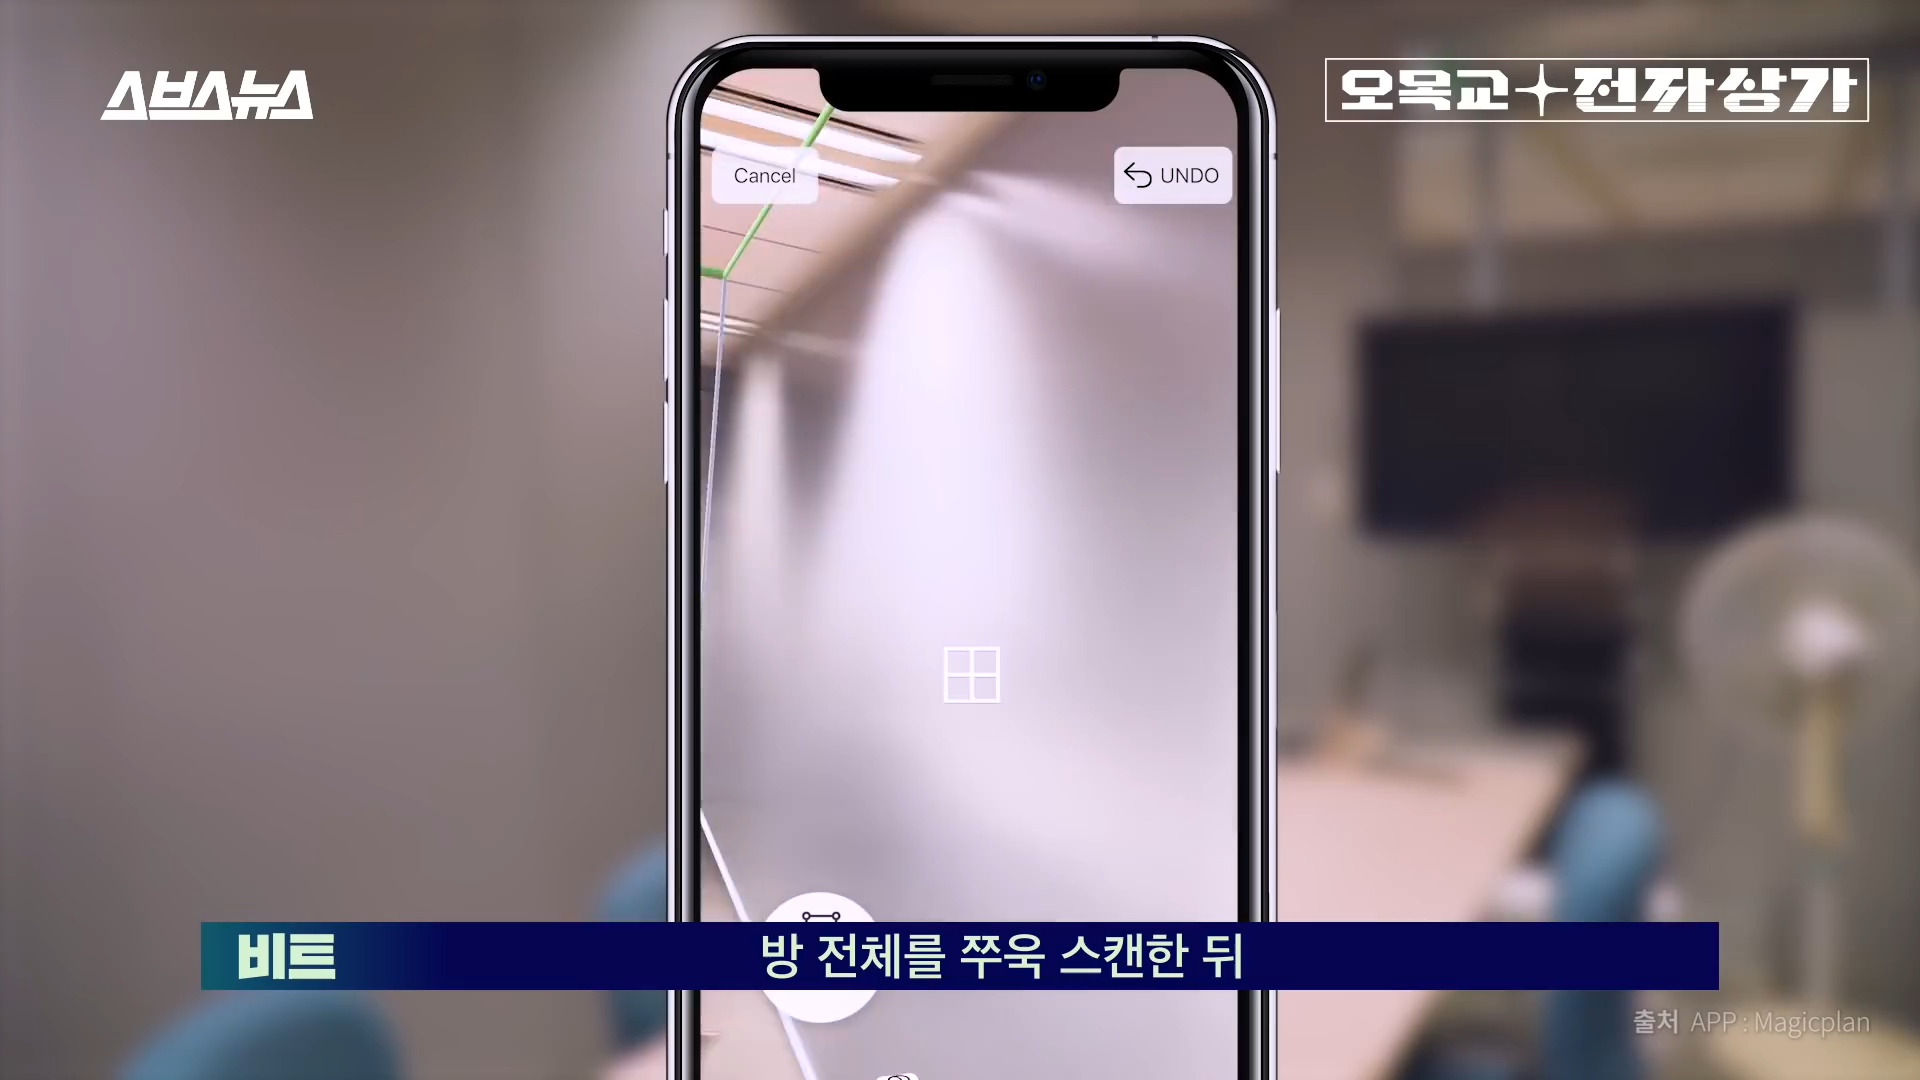 스브스뉴스
오목교 전자상가
Cancel
UNDO
비트
방 전체를 쭈욱 스캔한 뒤
출처 APP : Magicplan